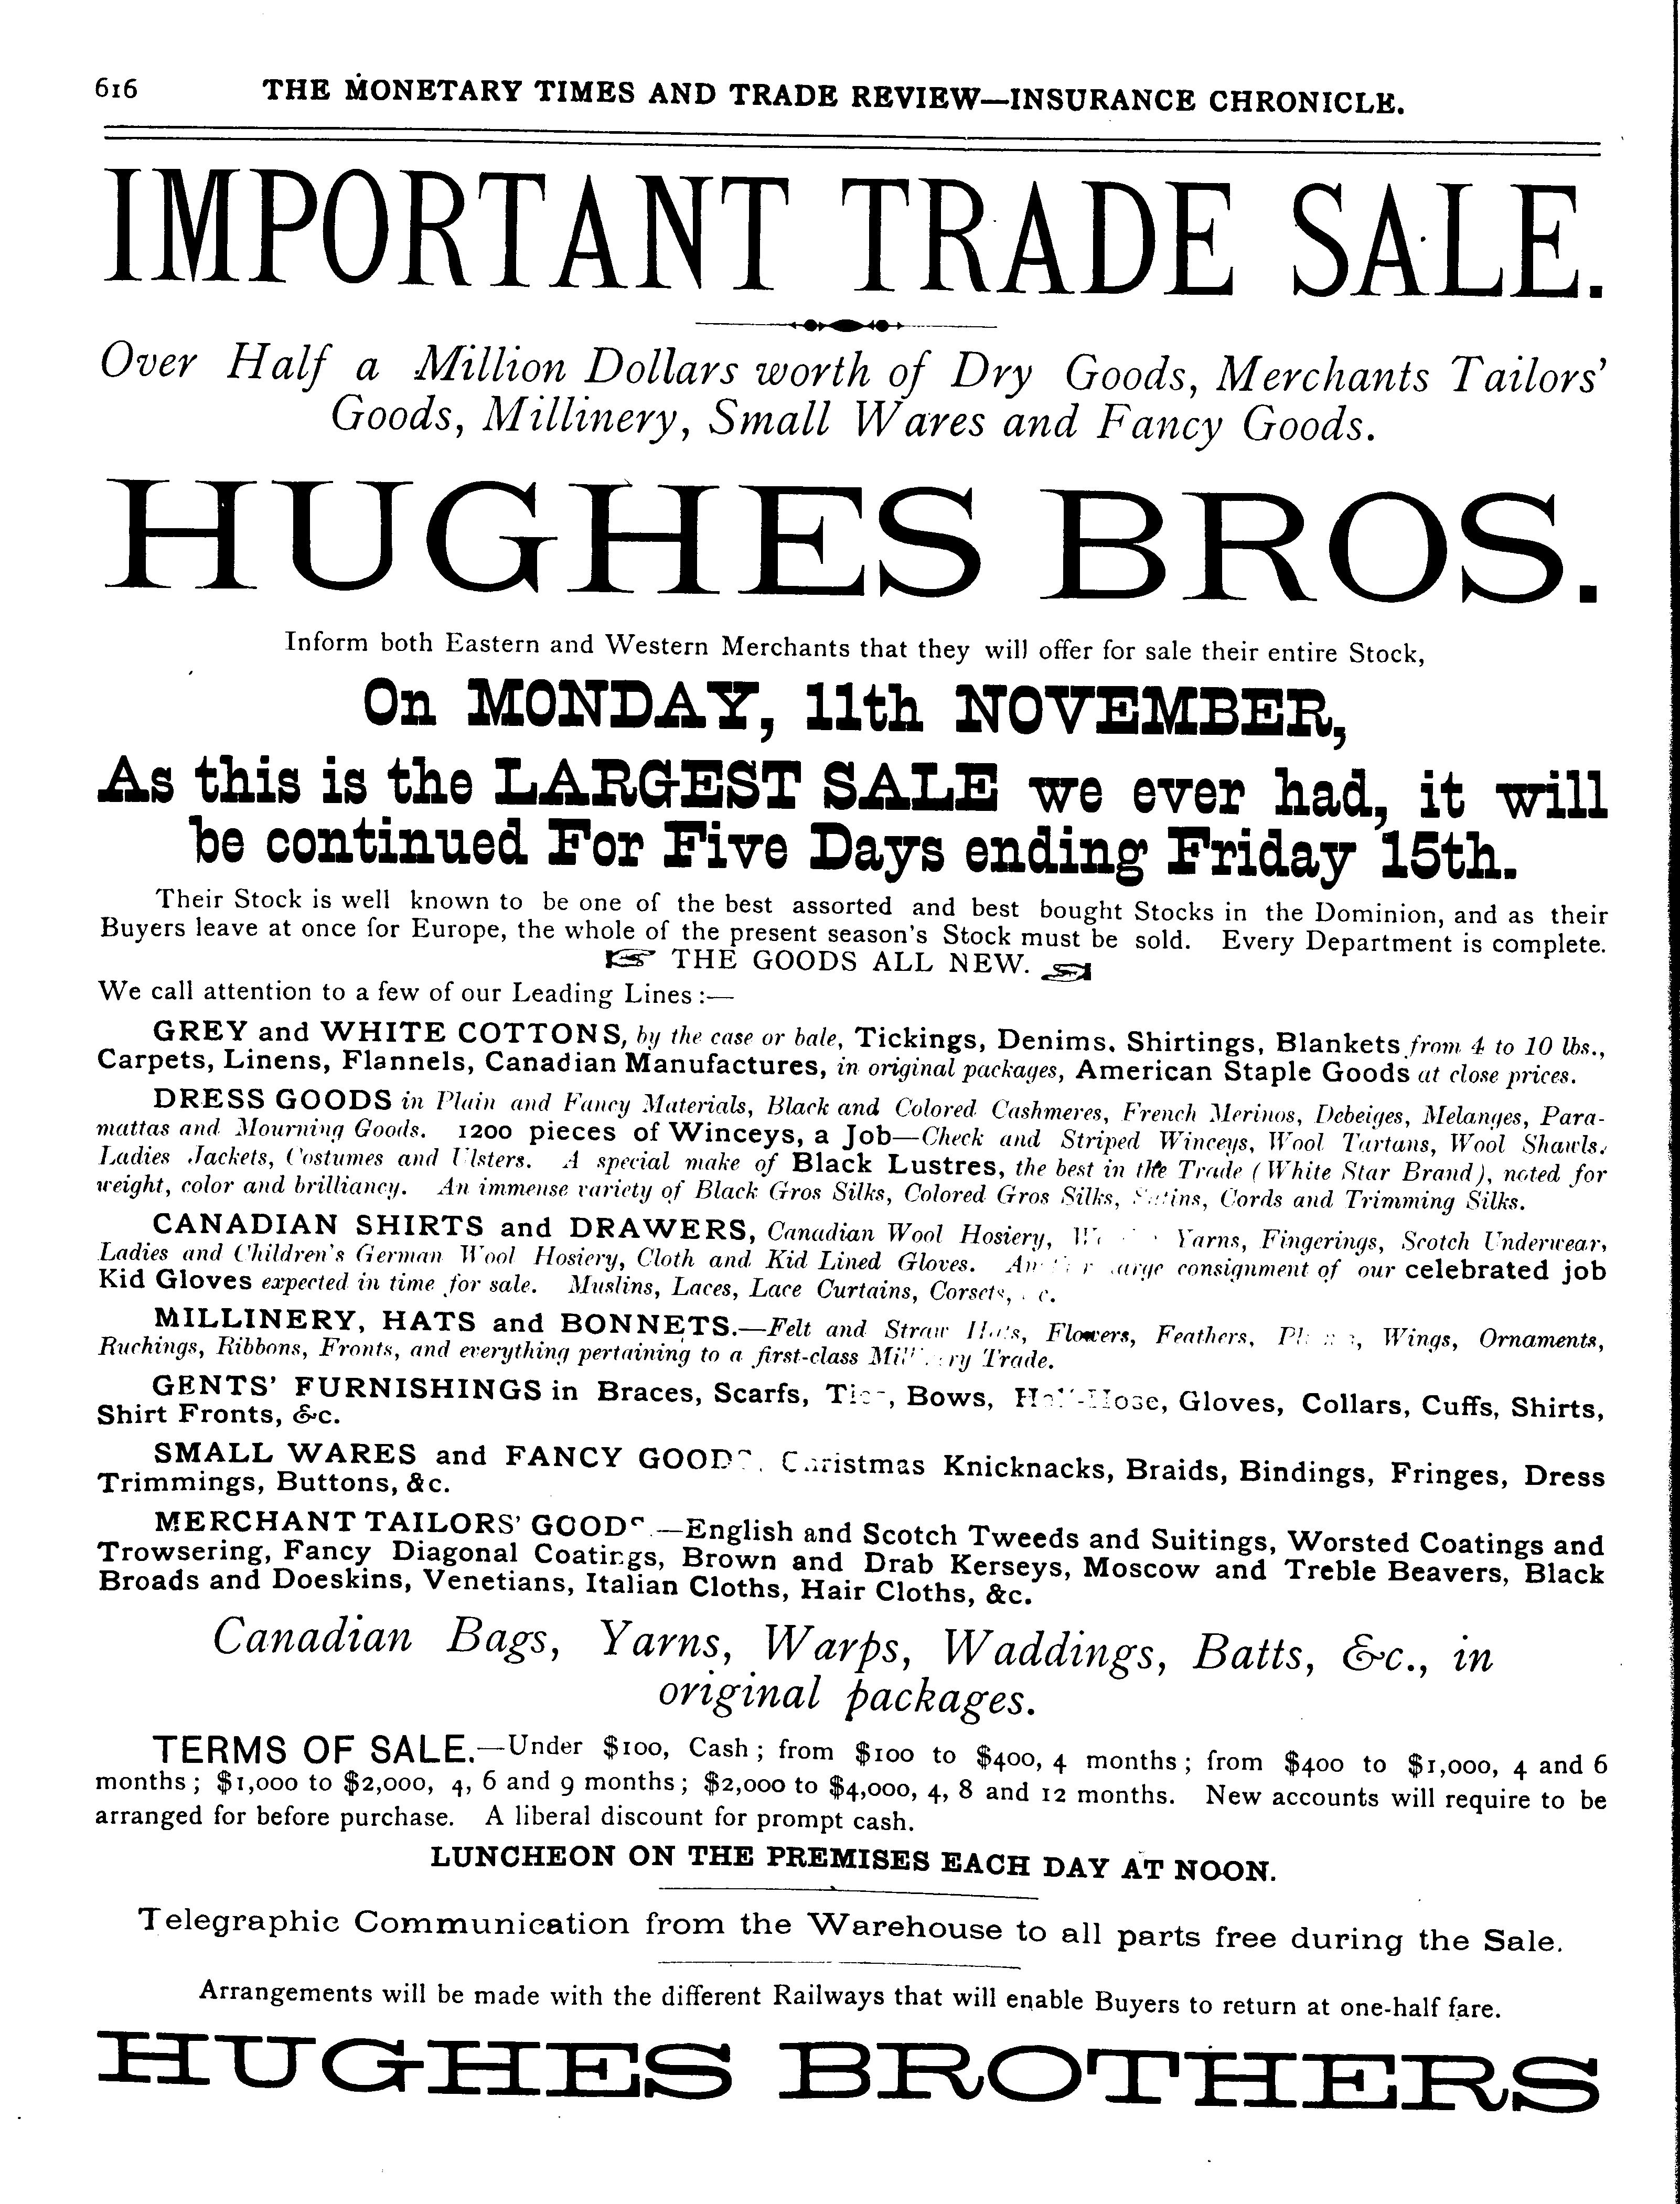 616 THE MONETARY TIMES AND TRADE REVIEW—INSURANCE CHRONICLE.
IMPORTANT TRADE SALE.
Over Half a Million Dollars worth of Dry Goods, Merchants Tailors'
Goods, Millinery, Small Wares and Fancy Goods.
HUGHES BROS.
Inform both Eastern and Western Merchants that they will offer for sale their entire Stock,
On MONDAY, 11th NOVEMBER,
As this is the LARGEST SALE we ever had, it will
be continued For Five Days ending Friday 15th.
Their Stock is well known to be one of the best assorted and best bought Stocks in the Dominion, and as their
Buyers leave at once for Europe, the whole of the present season's Stock must be sold. Every Department is complete.
☞ THE GOODS ALL NEW. ☜
We call attention to a few of our Leading Lines :—
GREY and WHITE COTTONS, by the case or bale, Tickings, Denims. Shirtings, Blankets from 4 to 10 lbs.,
Carpets, Linens, Flannels, Canadian Manufactures, in original packages, American Staple Goods at close prices.
DRESS GOODS in Plain and Fancy Materials, Black and Colored Cashmeres, French Merinos, Debeiges, Melanges, Para-
mattas and Mourning Goods. 1200 pieces of Winceys, a Job—Check and Striped Winceys, Wool Tartans, Wool Shawls.
Ladies Jackets, Costumes and Ulsters. A special make of Black Lustres, the best in the Trade (White Star Brand), noted for
weight, color and brilliancy. An immense variety of Black Gros Silks, Colored Gros Silks, Satins, Cords and Trimming Silks.
CANADIAN SHIRTS and DRAWERS, Canadian Wool Hosiery, Yarns, Fingerings, Scotch Underwear,
Ladies and Children's German Wool Hosiery, Cloth and Kid Lined Gloves. large consignment of our celebrated job
Kid Gloves expected in time for sale. Muslins, Laces, Lace Curtains, Corsets,
MILLINERY, HATS and BONNETS.—Felt and Straw Hats, Flowers, Feathers, Wings, Ornaments,
Ruchings, Ribbons, Fronts, and everything pertaining to a first-class Millinery Trade.
GENTS' FURNISHINGS in Braces, Scarfs, Ties, Bows, Half-Hose, Gloves, Collars, Cuffs, Shirts,
Shirt Fronts, &c.
SMALL WARES and FANCY GOODS. Christmas Knicknacks, Braids, Bindings, Fringes, Dress
Trimmings, Buttons, &c.
MERCHANT TAILORS' GOODS.—English and Scotch Tweeds and Suitings, Worsted Coatings and
Trowsering, Fancy Diagonal Coatings, Brown and Drab Kerseys, Moscow and Treble Beavers, Black
Broads and Doeskins, Venetians, Italian Cloths, Hair Cloths, &c.
Canadian Bags, Yarns, Warps, Waddings, Batts, &c., in
original packages.
TERMS OF SALE.—Under $100, Cash; from $100 to $400, 4 months; from $400 to $1,000, 4 and 6
months; $1,000 to $2,000, 4, 6 and 9 months; $2,000 to $4,000, 4, 8 and 12 months. New accounts will require to be
arranged for before purchase. A liberal discount for prompt cash.
LUNCHEON ON THE PREMISES EACH DAY AT NOON.
Telegraphic Communication from the Warehouse to all parts free during the Sale.
Arrangements will be made with the different Railways that will enable Buyers to return at one-half fare.
HUGHES BROTHERS